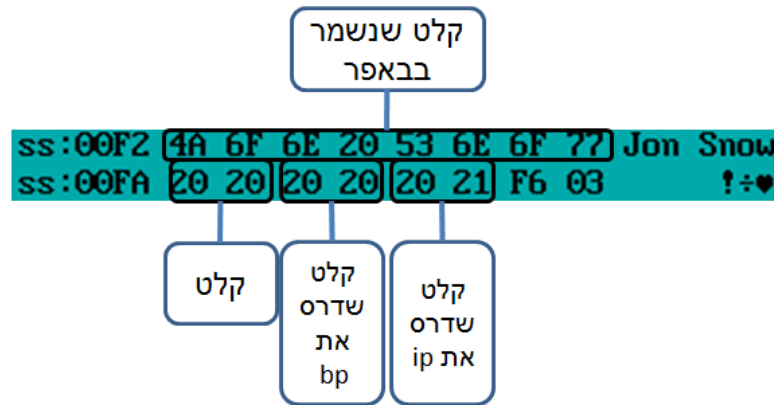 קלט שנשמר
בבאפר
ss:00F2 4A 6F 6E 20 53 6E 6F 77 Jon Snow
ss:00FA 20 20 20 20 20 21 F6 03 !÷♥
קלט
קלט
שדרס
את
bp
קלט
שדרס
את ip